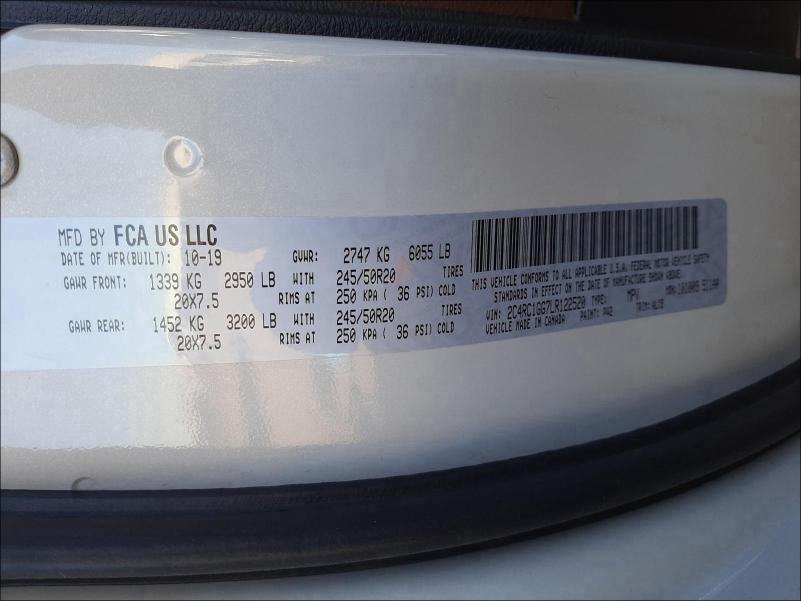 MFD BY FCA US LLC
DATE OF MFR(BUILT): 10-19 GVWR: 2747 KG 6055 LB
GAWR FRONT: 1339 KG 2950 LB WITH 245/50R20 TIRES
20X7.5 RIMS AT 250 KPA ( 36 PSI) COLD
GAWR REAR: 1452 KG 3200 LB WITH 245/50R20 TIRES
20X7.5 RIMS AT 250 KPA ( 36 PSI) COLD
THIS VEHICLE CONFORMS TO ALL APPLICABLE U.S.(A). FEDERAL MOTOR VEHICLE SAFETY
STANDARDS IN EFFECT ON THE DATE OF MANUFACTURE SHOWN ABOVE.
VIN: 2C4RC1GG7LR122520 TYPE: MPV MDH:
VEHICLE MADE IN CANADA PAINT: PW2 TRIM: